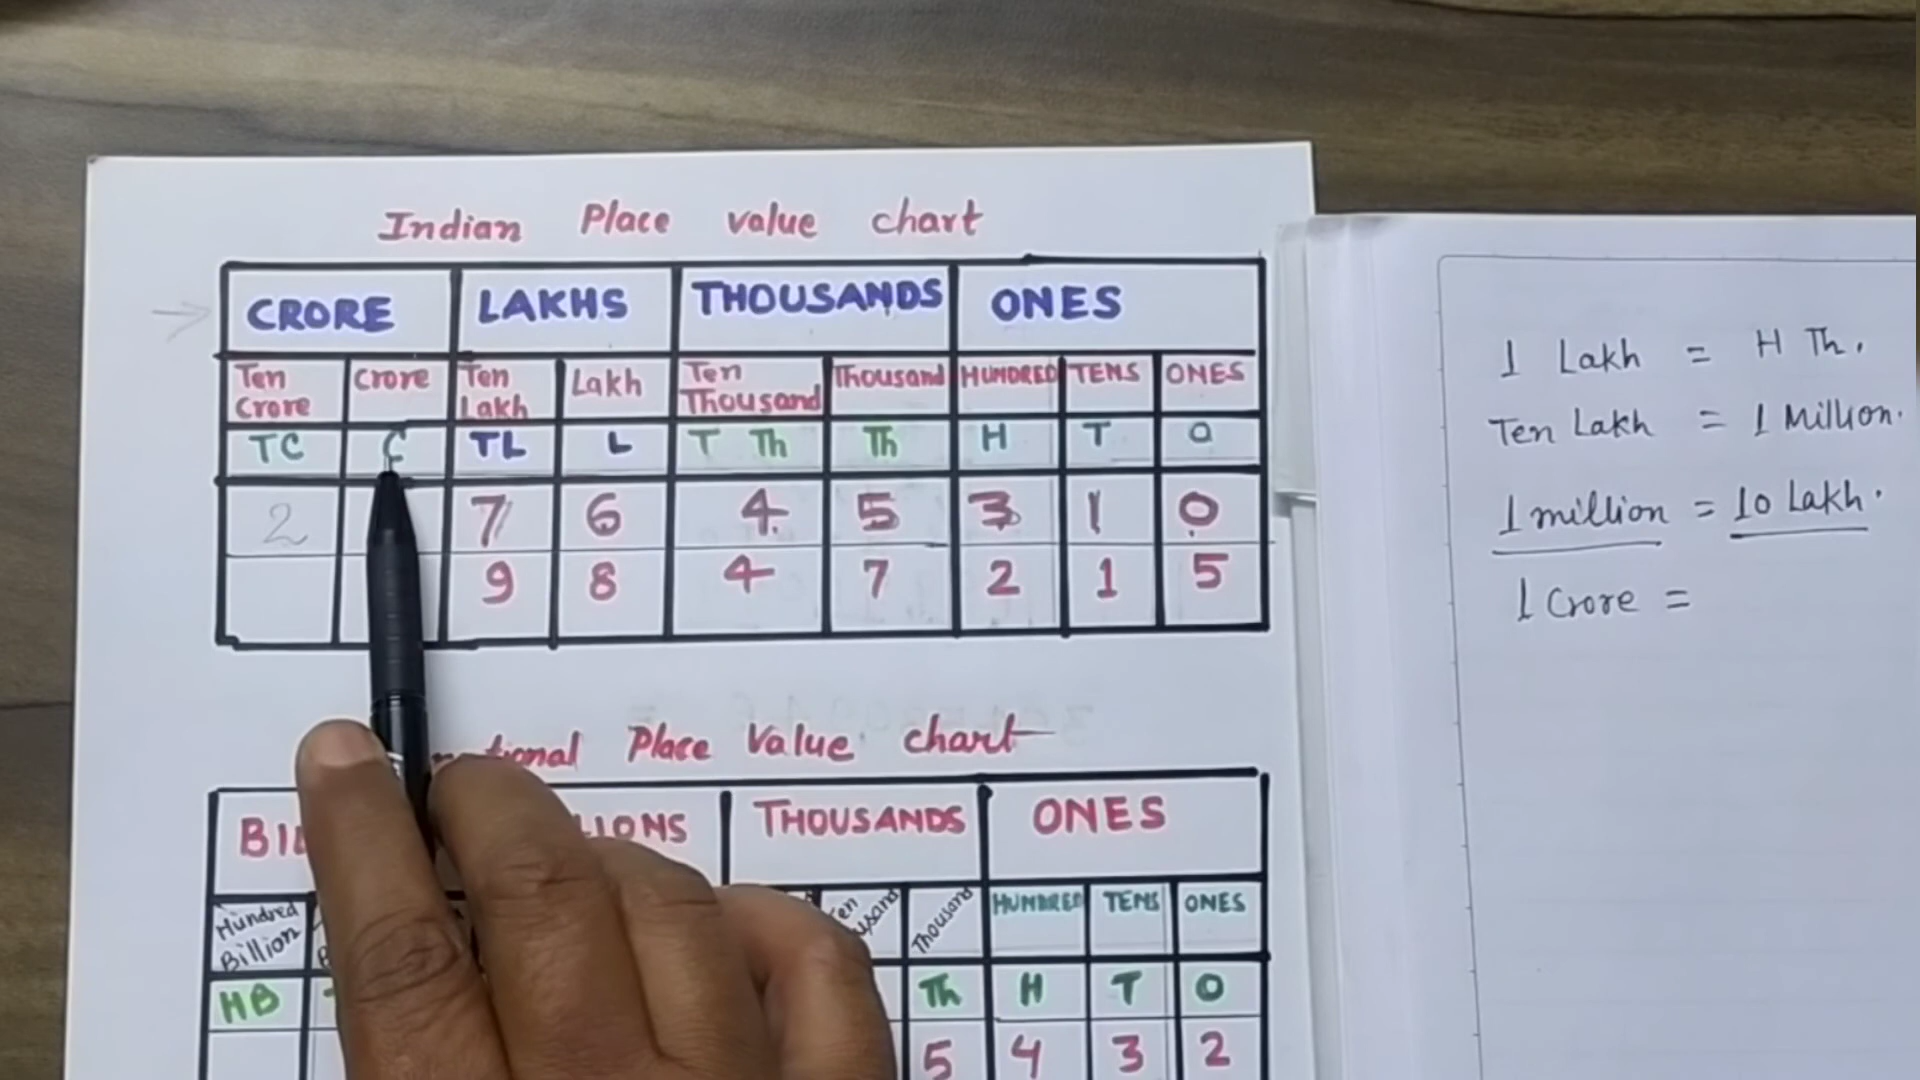 Indian Place value chart
CRORE LAKHS THOUSANDS ONES
Ten Crore Crore Ten Lakh Lakh Ten Thousand Thousand HUNDRED TENS ONES
TC C TL L T Th Th H T O
2 7 6 4 5 3 1 0
9 8 4 7 2 1 5
Place Value chart
THOUSANDS ONES
Hundred Billion Thousand HUNDRED TENS ONES
HB Th H T O
5 4 3 2
1 Lakh = H Th.
Ten Lakh = 1 Million.
1 million = 10 Lakh.
1 Crore =